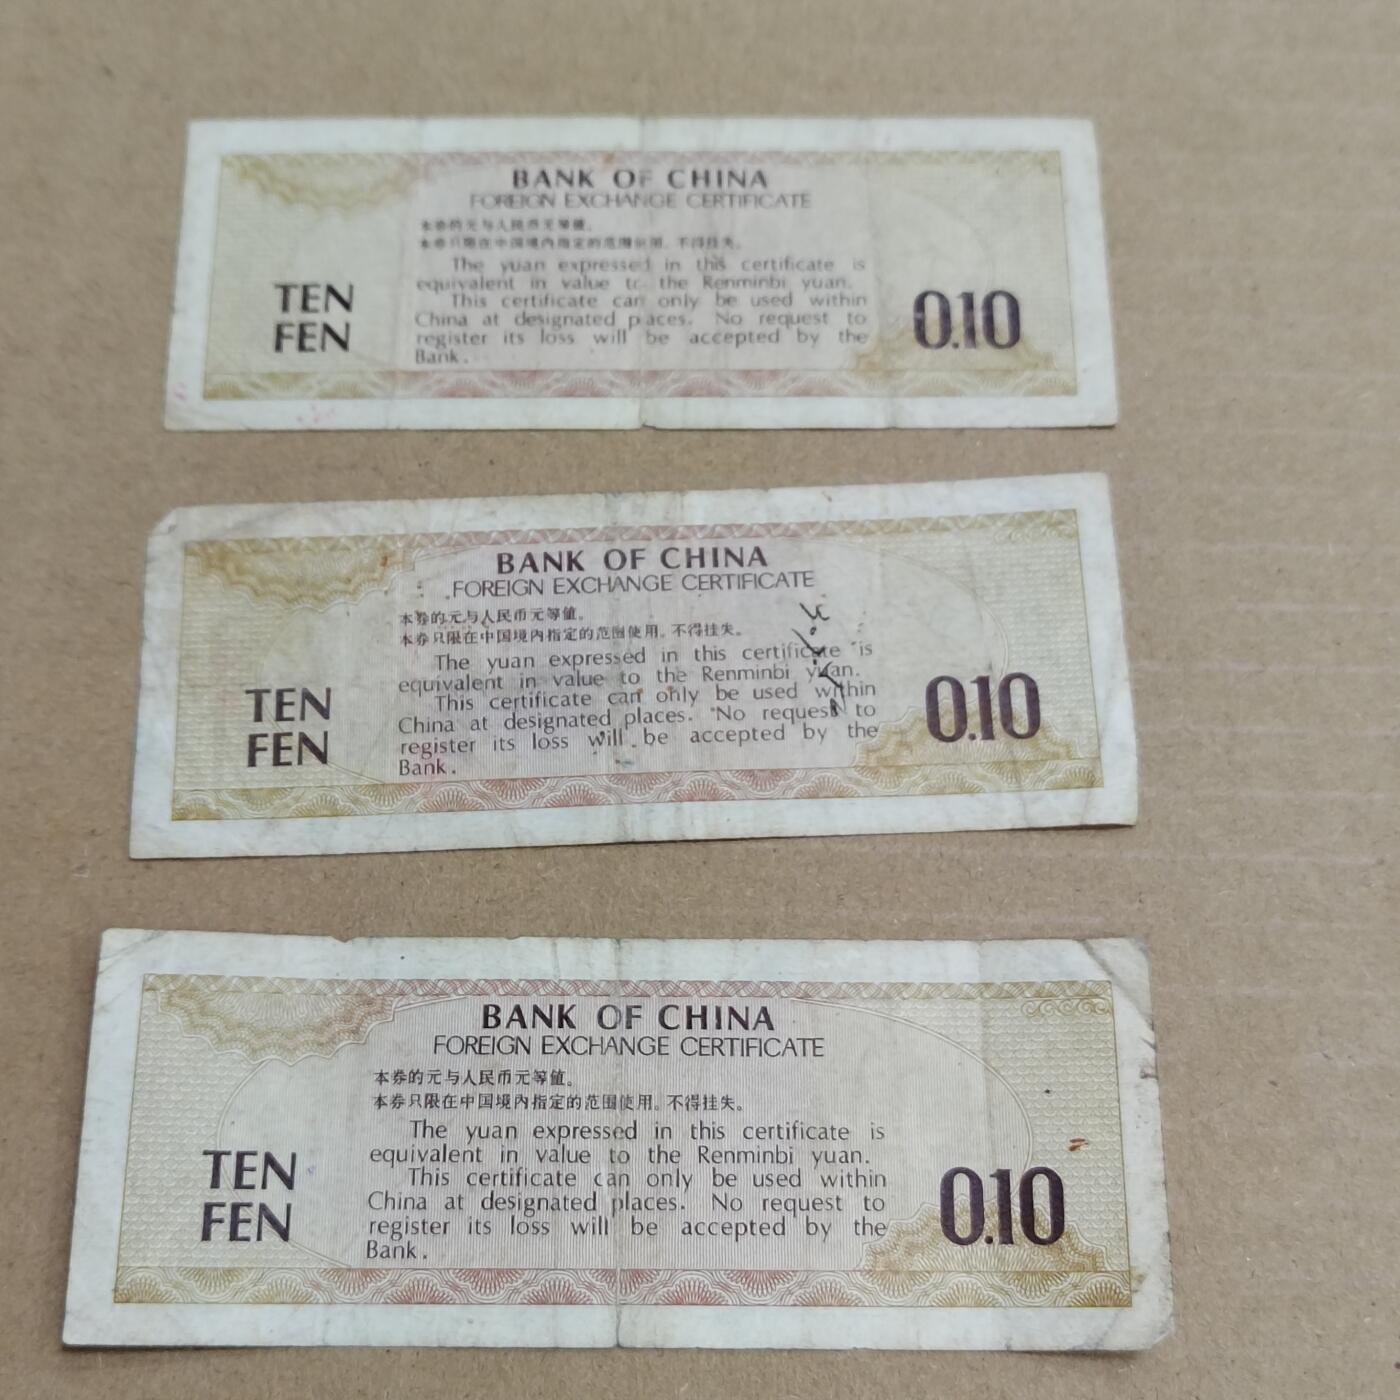 BANK OF CHINA
FOREIGN EXCHANGE CERTIFICATE
本券的元与人民币元等值。
本券只限在中国境内指定的范围使用。不得挂失。
The yuan expressed in this certificate is
equivalent in value to the Renminbi yuan.
This certificate can only be used within
China at designated places. No request to
register its loss will be accepted by the
Bank.
TEN
FEN
0.10
BANK OF CHINA
FOREIGN EXCHANGE CERTIFICATE
本券的元与人民币元等值。
本券只限在中国境内指定的范围使用。不得挂失。
The yuan expressed in this certificate is
equivalent in value to the Renminbi yuan.
This certificate can only be used within
China at designated places. No request to
register its loss will be accepted by the
Bank.
TEN
FEN
0.10
BANK OF CHINA
FOREIGN EXCHANGE CERTIFICATE
本券的元与人民币元等值。
本券只限在中国境内指定的范围使用。不得挂失。
The yuan expressed in this certificate is
equivalent in value to the Renminbi yuan.
This certificate can only be used within
China at designated places. No request to
register its loss will be accepted by the
Bank.
TEN
FEN
0.10